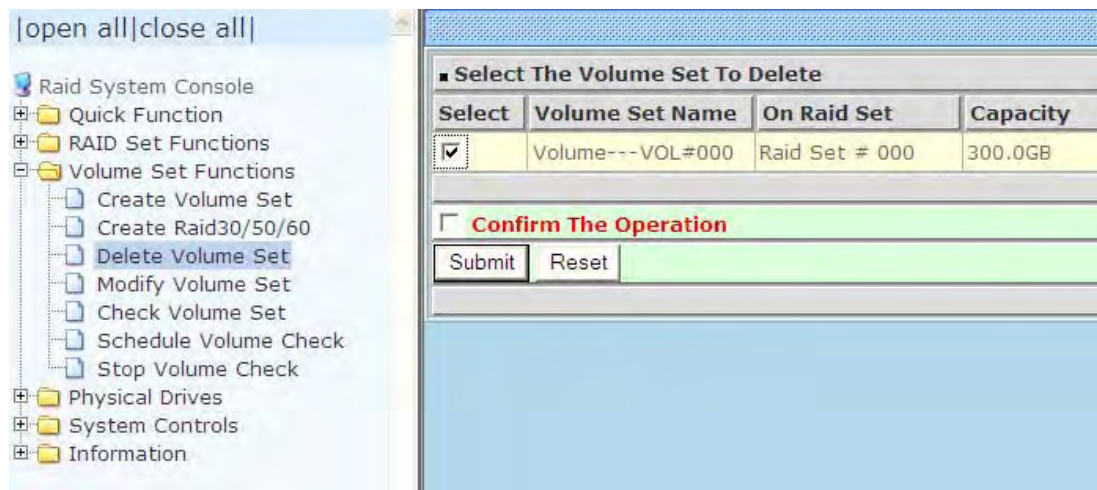 |open all|close all|
Raid System Console
Quick Function
RAID Set Functions
Volume Set Functions
Create Volume Set
Create Raid30/50/60
Delete Volume Set
Modify Volume Set
Check Volume Set
Schedule Volume Check
Stop Volume Check
Physical Drives
System Controls
Information
Select The Volume Set To Delete
Select Volume Set Name On Raid Set Capacity
Volume---VOL#000 Raid Set # 000 300.0GB
Confirm The Operation
Submit Reset